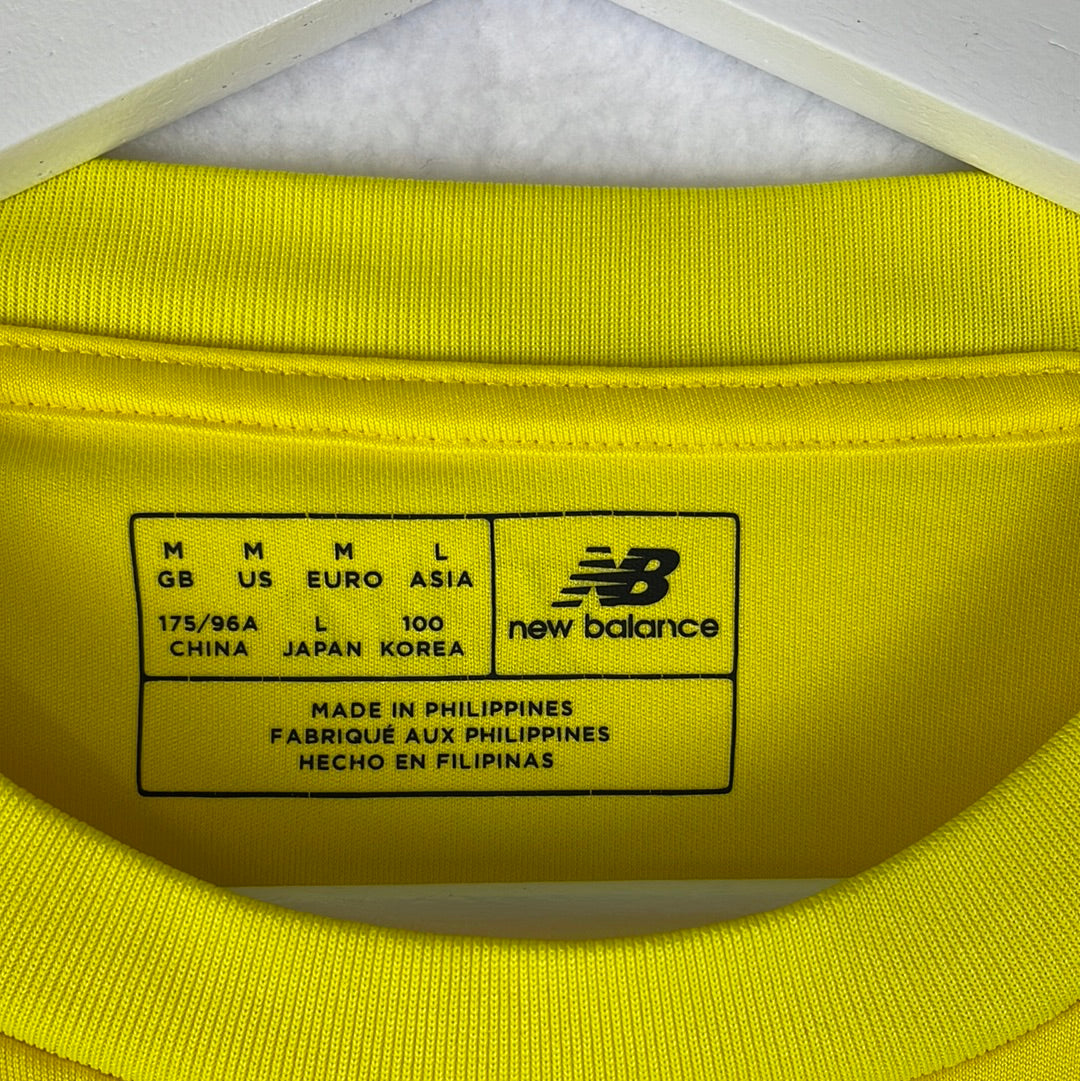 M M M L
GB US EURO ASIA
175/96A L 100
CHINA JAPAN KOREA
NB
new balance
MADE IN PHILIPPINES
FABRIQUÉ AUX PHILIPPINES
HECHO EN FILIPINAS